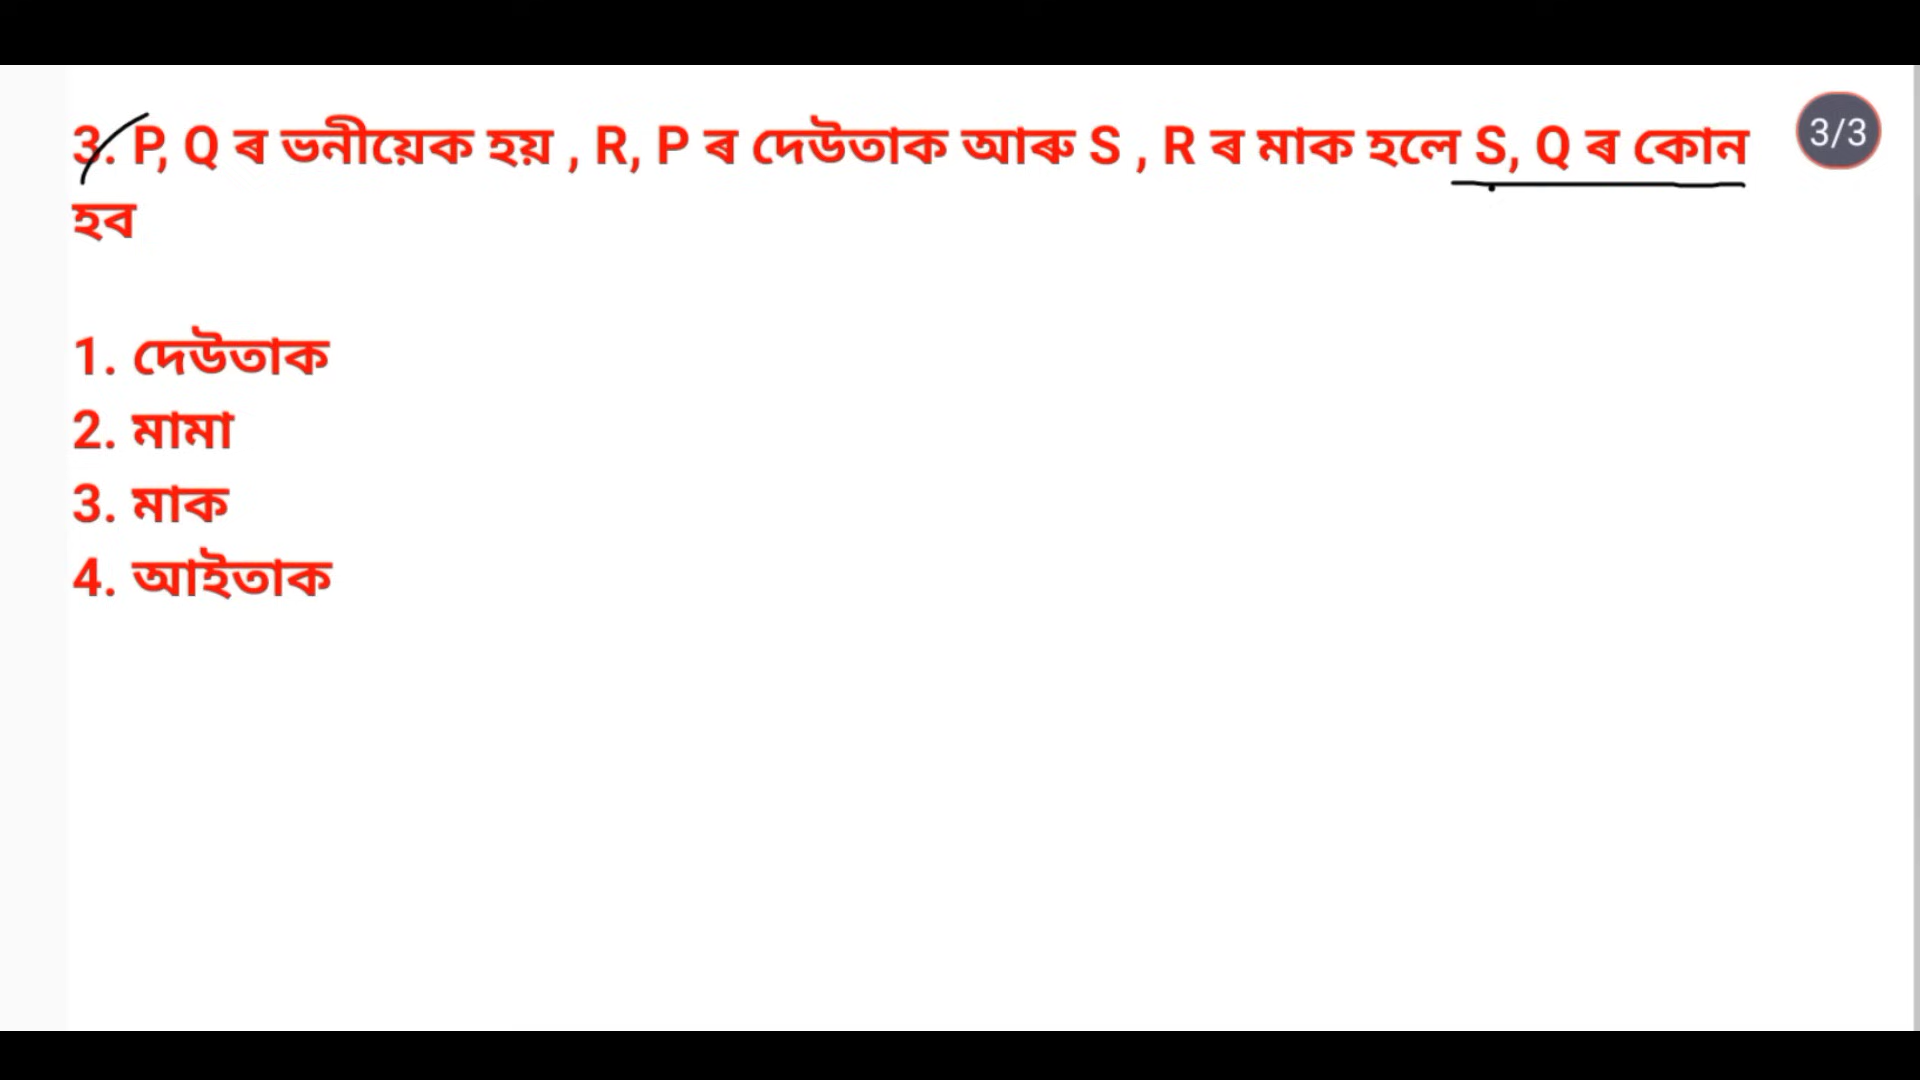 3. P, Q ৰ ভনীয়েক হয় , R, P ৰ দেউতাক আৰু S , R ৰ মাক হলে S, Q ৰ কোন
হব
3/3
1. দেউতাক
2. মামা
3. মাক
4. আইতাক